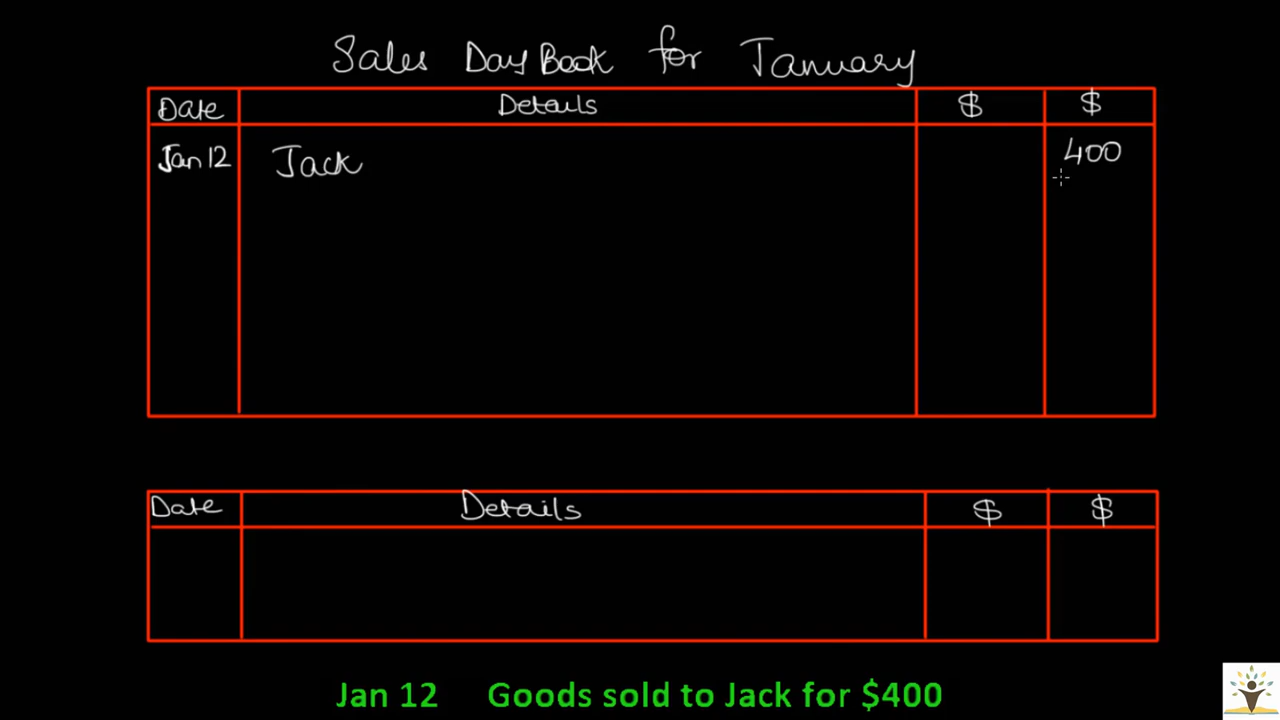 Sales Day Book for January
Date Details $ $
Jan 12 Jack 400
Date Details $ $
Jan 12 Goods sold to Jack for $400